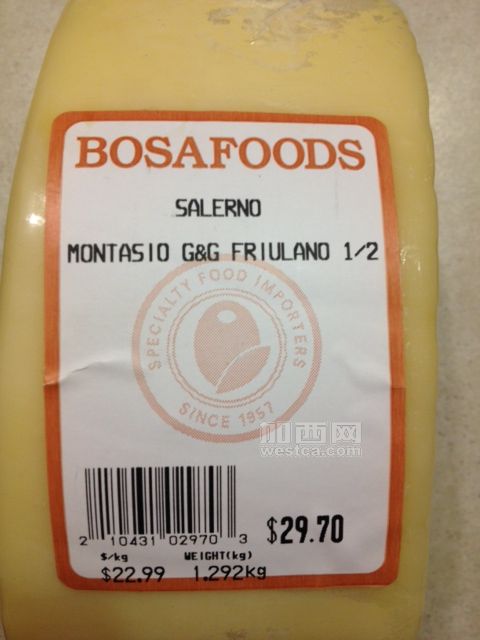 BOSAFOODS
SALERNO
MONTASIO G&G FRIULANO 1/2
SPECIALTY FOOD IMPORTERS
SINCE 1957
加西网
westca.com
2 10431 02970 3
$29.70
$/kg WEIGHT(kg)
$22.99 1.292kg